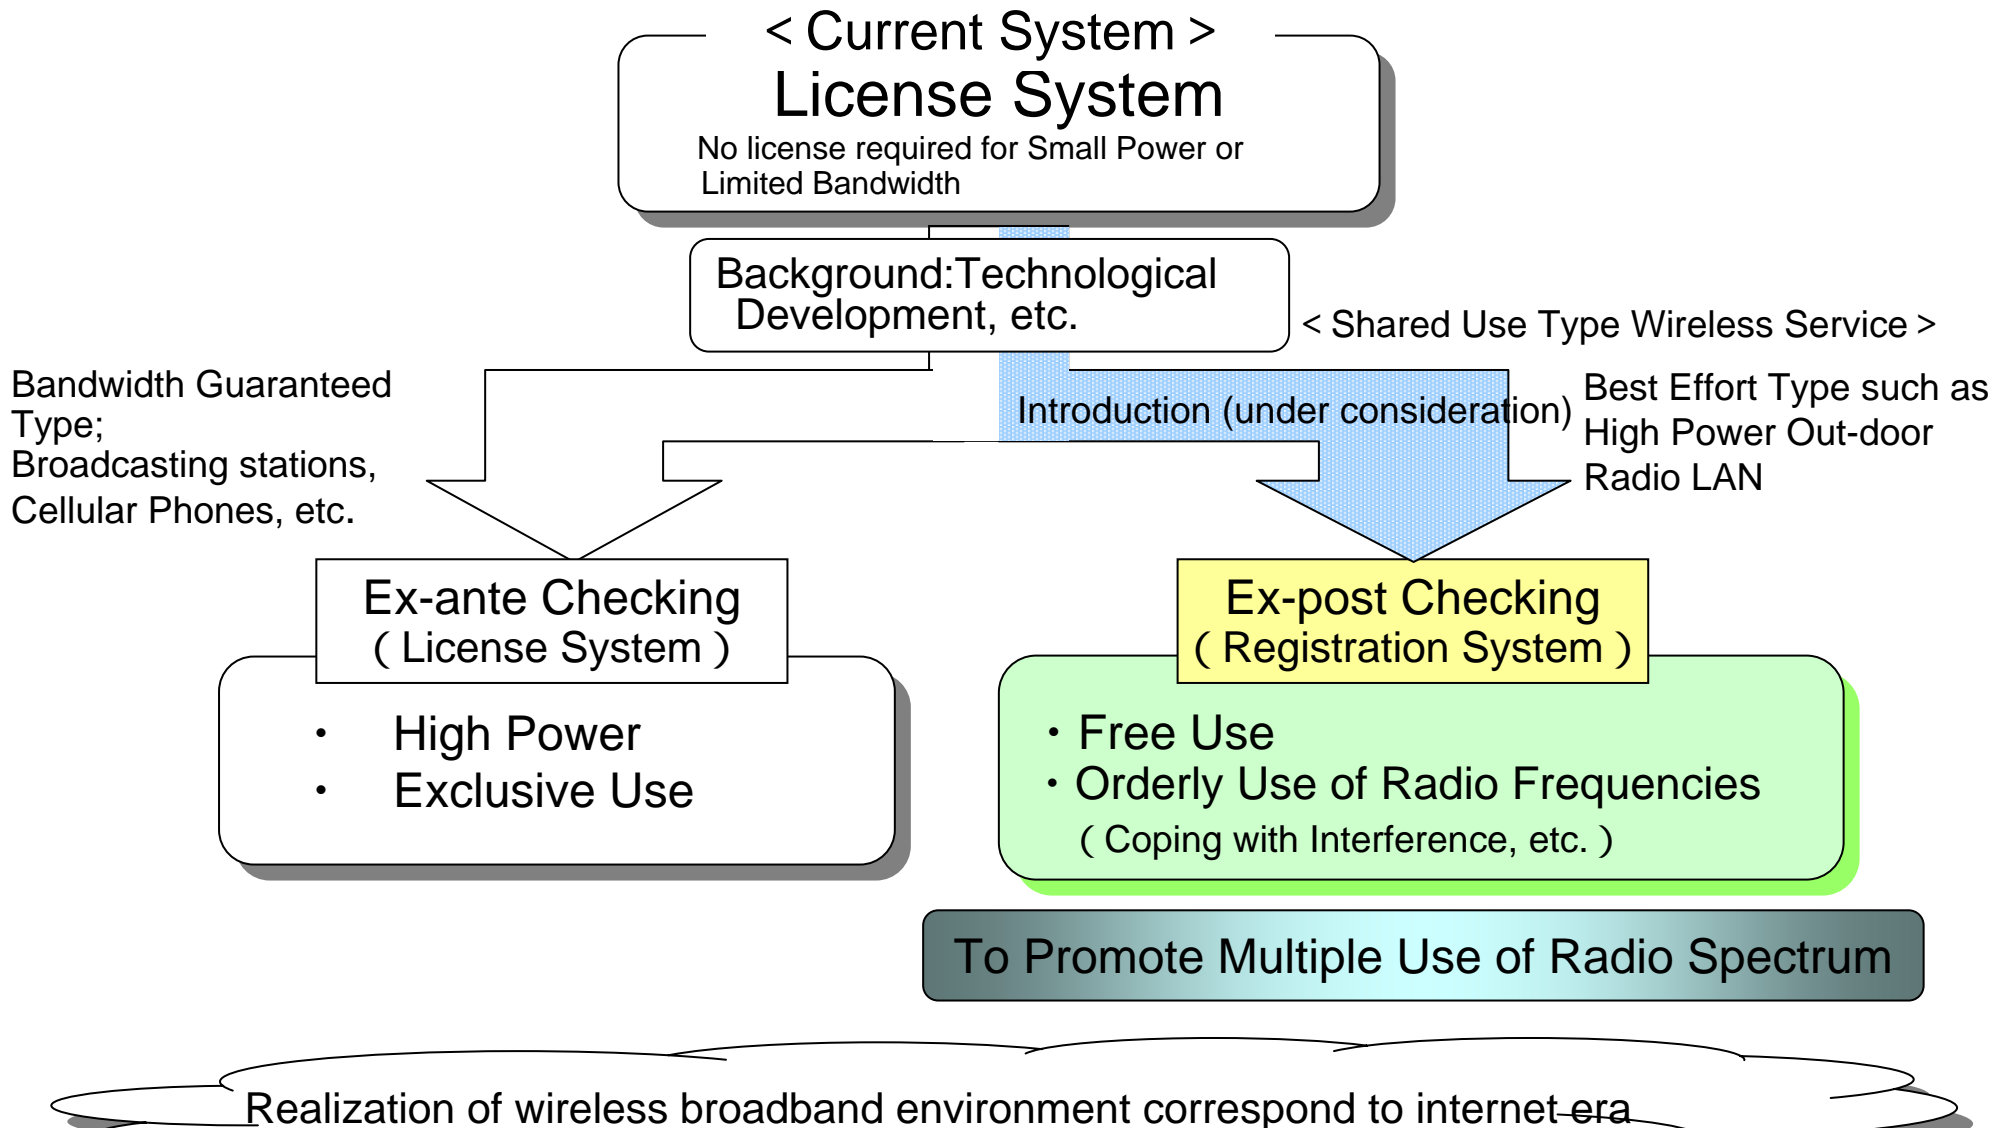 ＜Current System＞
License System
No license required for Small Power or
Limited Bandwidth
Background:Technological
Development, etc.
＜Shared Use Type Wireless Service＞
Bandwidth Guaranteed
Type;
Broadcasting stations,
Cellular Phones, etc.
Introduction (under consideration)
Best Effort Type such as
High Power Out-door
Radio LAN
Ex-ante Checking
（License System）
・ High Power
・ Exclusive Use
Ex-post Checking
（Registration System）
・Free Use
・Orderly Use of Radio Frequencies
（Coping with Interference, etc.）
To Promote Multiple Use of Radio Spectrum
Realization of wireless broadband environment correspond to internet era